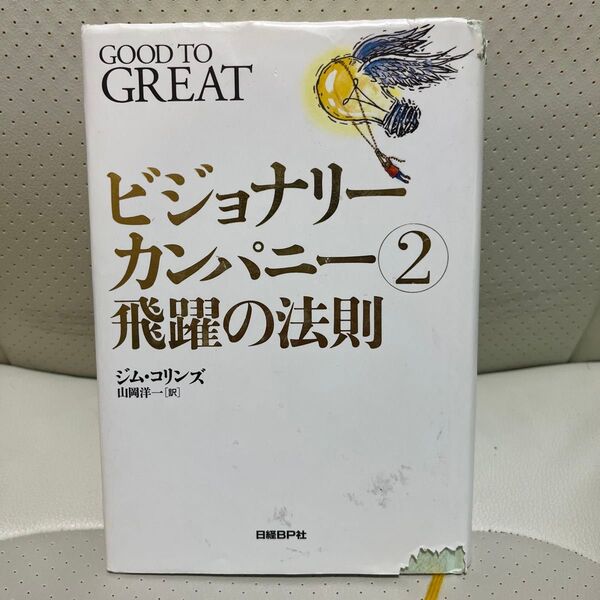 GOOD TO
GREAT
ビジョナリー
カンパニー②
飛躍の法則
ジム・コリンズ
山岡洋一[訳]
日経BP社